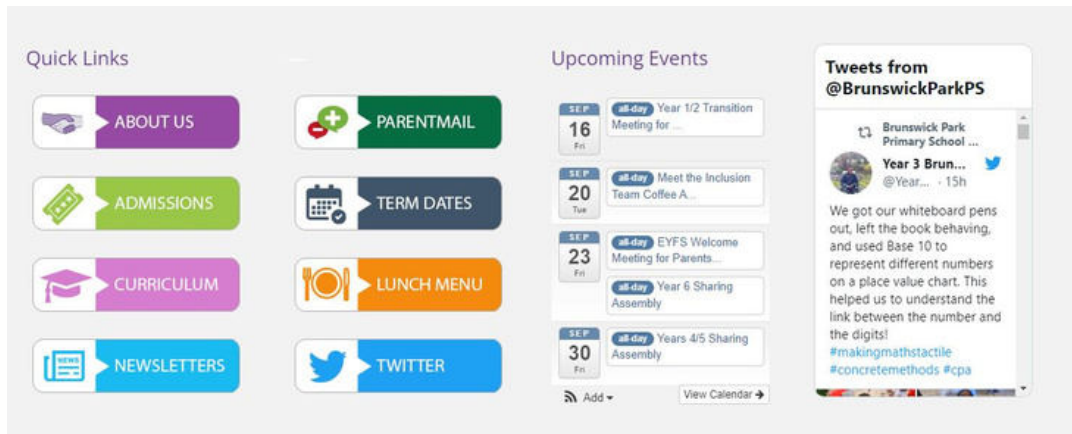 Quick Links
ABOUT US
PARENTMAIL
ADMISSIONS
TERM DATES
CURRICULUM
LUNCH MENU
NEWS
NEWSLETTERS
TWITTER
Upcoming Events
SEP
16
Fri
all-day Year 1/2 Transition
Meeting for ...
SEP
20
Tue
all-day Meet the Inclusion
Team Coffee A...
SEP
23
Fri
all-day EYFS Welcome
Meeting for Parents...
all-day Year 6 Sharing
Assembly
SEP
30
Fri
all-day Years 4/5 Sharing
Assembly
Add
View Calendar
Tweets from
@BrunswickParkPS
Brunswick Park
Primary School ...
Year 3 Brun...
@Year... · 15h
We got our whiteboard pens
out, left the book behaving,
and used Base 10 to
represent different numbers
on a place value chart. This
helped us to understand the
link between the number and
the digits!
#makingmathstactile
#concretemethods #cpa